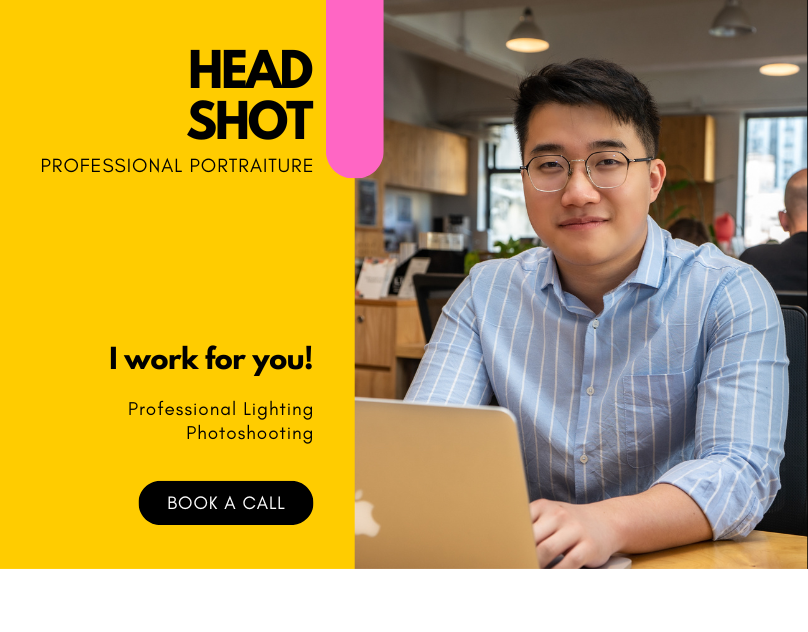 HEAD
SHOT
PROFESSIONAL PORTRAITURE
I work for you!
Professional Lighting
Photoshooting
BOOK A CALL